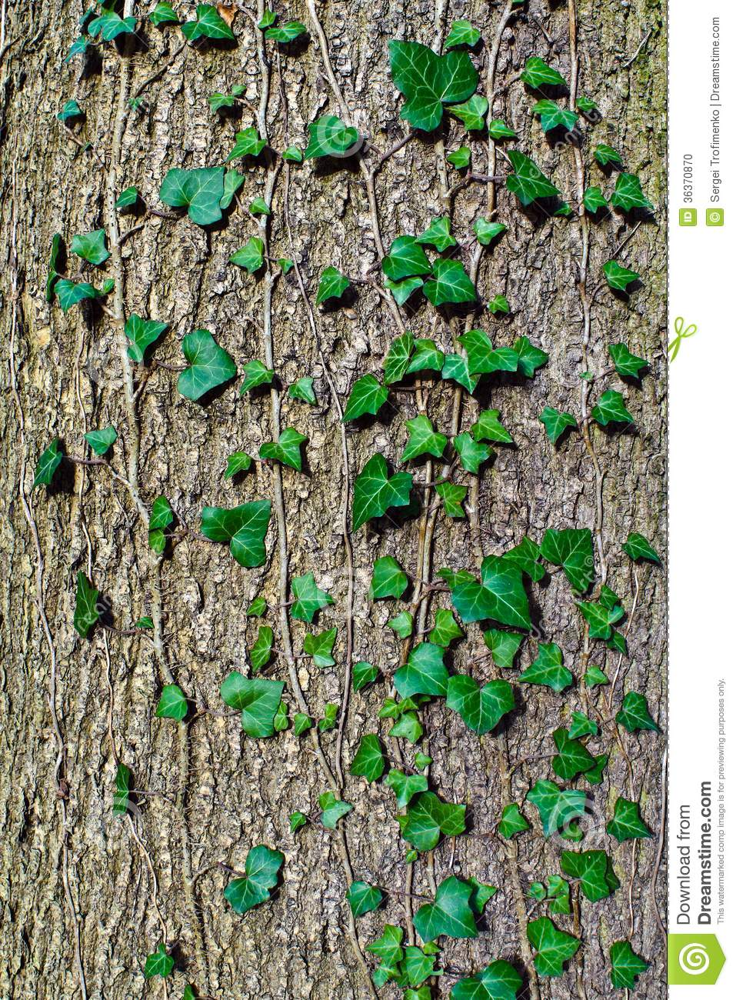 ID 36370870
© Sergei Trofimenko | Dreamstime.com
Download from
Dreamstime.com
This watermarked comp image is for previewing purposes only.